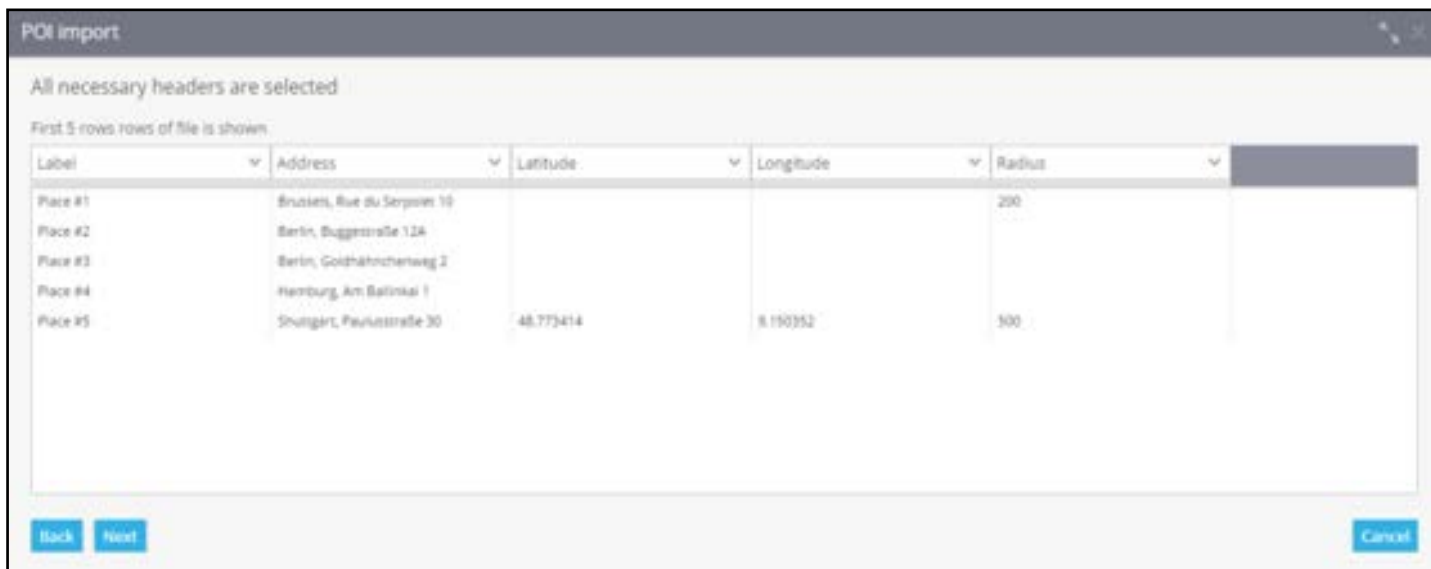 POI import
All necessary headers are selected
First 5 rows rows of file is shown
Label Address Latitude Longitude Radius
Place #1 Brussels, Rue du Serpolet 10 200
Place #2 Berlin, Buggestraße 12A
Place #3 Berlin, Goldhähnchenweg 2
Place #4 Hamburg, Am Ballinkai 1
Place #5 Stuttgart, Paulusstraße 30 48.773414 9.150352 500
Back Next Cancel